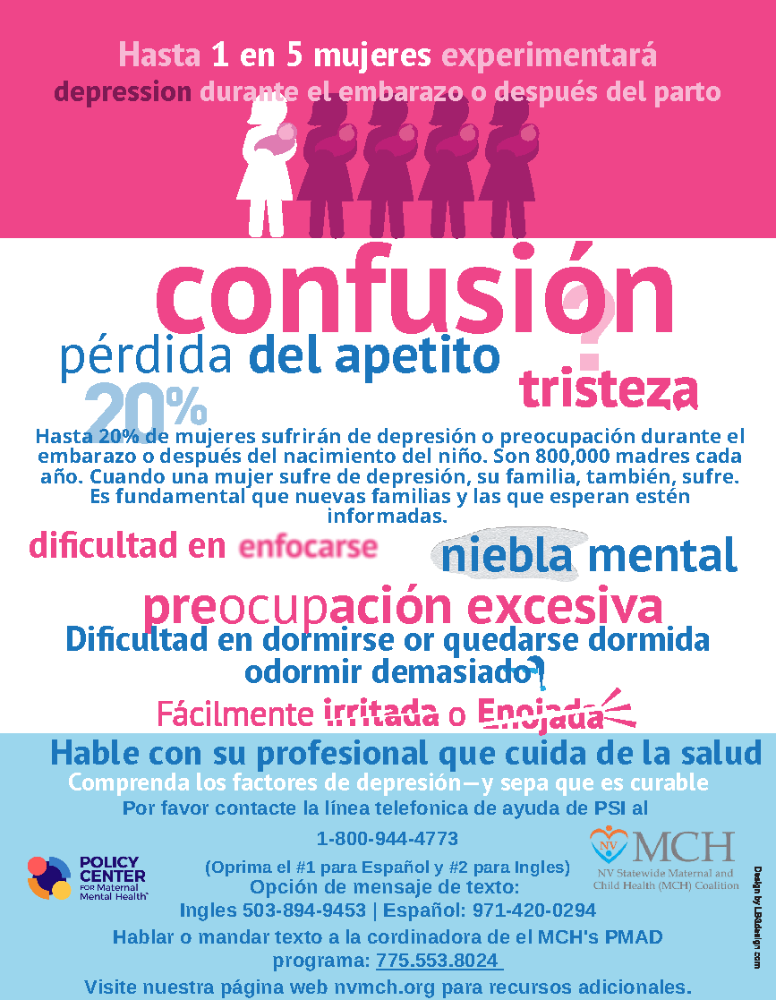 Hasta 1 en 5 mujeres experimentará
depression durante el embarazo o después del parto
confusión
?
pérdida del apetito
tristeza
20%
Hasta 20% de mujeres sufrirán de depresión o preocupación durante el
embarazo o después del nacimiento del niño. Son 800,000 madres cada
año. Cuando una mujer sufre de depresión, su familia, también, sufre.
Es fundamental que nuevas familias y las que esperan estén
informadas.
dificultad en enfocarse
niebla mental
preocupación excesiva
Dificultad en dormirse or quedarse dormida
odormir demasiado
Fácilmente irritada o Enojada
Hable con su profesional que cuida de la salud
Comprenda los factores de depresión—y sepa que es curable
Por favor contacte la línea telefonica de ayuda de PSI al
1-800-944-4773
(Oprima el #1 para Español y #2 para Ingles)
Opción de mensaje de texto:
Ingles 503-894-9453 | Español: 971-420-0294
Hablar o mandar texto a la cordinadora de el MCH's PMAD
programa: 775.553.8024
Visite nuestra página web nvmch.org para recursos adicionales.
POLICY
CENTER
FOR Maternal
Mental Health
NV MCH
NV Statewide Maternal and
Child Health (MCH) Coalition
Design by LB&design.com